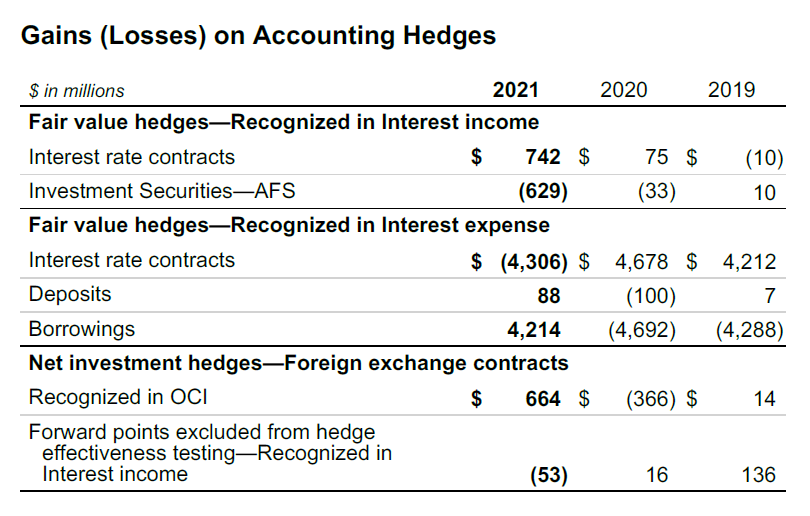 Gains (Losses) on Accounting Hedges
$ in millions 2021 2020 2019
Fair value hedges—Recognized in Interest income
Interest rate contracts $ 742 $ 75 $ (10)
Investment Securities—AFS (629) (33) 10
Fair value hedges—Recognized in Interest expense
Interest rate contracts $ (4,306) $ 4,678 $ 4,212
Deposits 88 (100) 7
Borrowings 4,214 (4,692) (4,288)
Net investment hedges—Foreign exchange contracts
Recognized in OCI $ 664 $ (366) $ 14
Forward points excluded from hedge
effectiveness testing—Recognized in
Interest income (53) 16 136